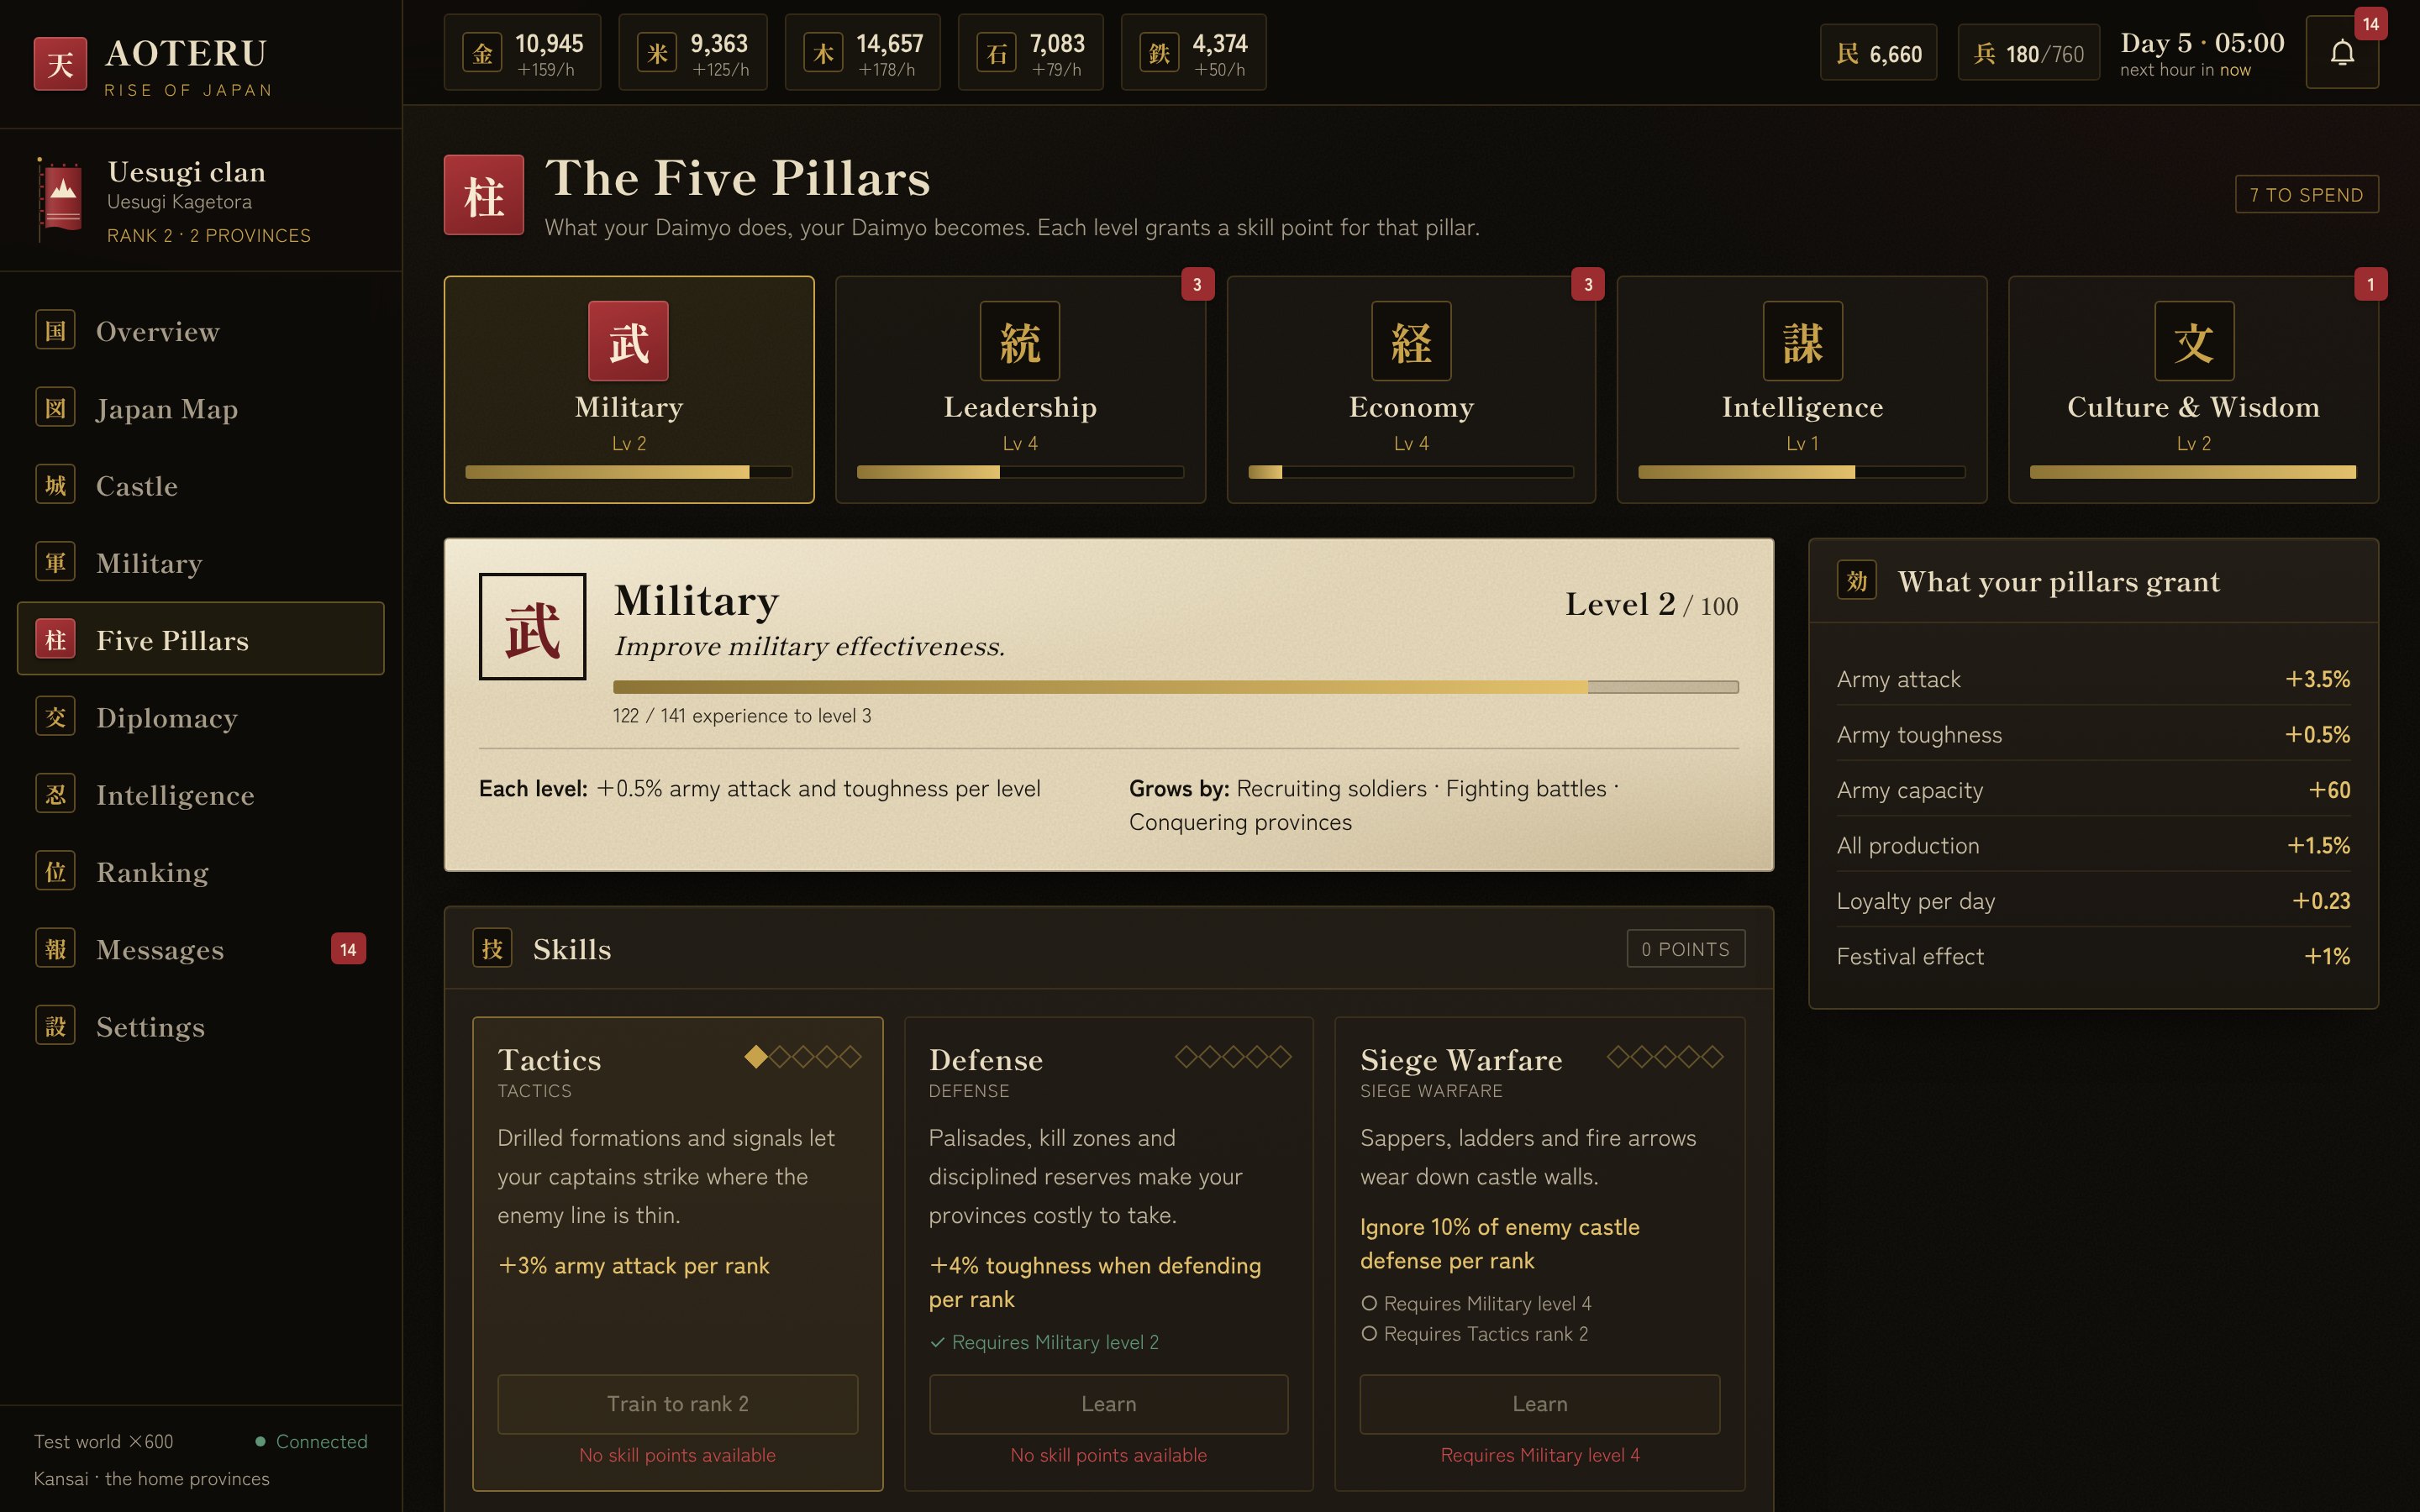 天 AOTERU
RISE OF JAPAN
Uesugi clan
Uesugi Kagetora
RANK 2 · 2 PROVINCES
国 Overview
図 Japan Map
城 Castle
軍 Military
柱 Five Pillars
交 Diplomacy
忍 Intelligence
位 Ranking
報 Messages 14
設 Settings
Test world ×600 Connected
Kansai · the home provinces
金 10,945 +159/h
米 9,363 +125/h
木 14,657 +178/h
石 7,083 +79/h
鉄 4,374 +50/h
民 6,660
兵 180/760
Day 5 · 05:00
next hour in now
14
柱 The Five Pillars
What your Daimyo does, your Daimyo becomes. Each level grants a skill point for that pillar.
7 TO SPEND
武
Military
Lv 2
3
統
Leadership
Lv 4
3
経
Economy
Lv 4
謀
Intelligence
Lv 1
1
文
Culture & Wisdom
Lv 2
武 Military
Level 2 / 100
Improve military effectiveness.
122 / 141 experience to level 3
Each level: +0.5% army attack and toughness per level
Grows by: Recruiting soldiers · Fighting battles ·
Conquering provinces
効 What your pillars grant
Army attack +3.5%
Army toughness +0.5%
Army capacity +60
All production +1.5%
Loyalty per day +0.23
Festival effect +1%
技 Skills
0 POINTS
Tactics
TACTICS
Drilled formations and signals let
your captains strike where the
enemy line is thin.
+3% army attack per rank
Train to rank 2
No skill points available
Defense
DEFENSE
Palisades, kill zones and
disciplined reserves make your
provinces costly to take.
+4% toughness when defending
per rank
✓ Requires Military level 2
Learn
No skill points available
Siege Warfare
SIEGE WARFARE
Sappers, ladders and fire arrows
wear down castle walls.
Ignore 10% of enemy castle
defense per rank
Requires Military level 4
Requires Tactics rank 2
Learn
Requires Military level 4